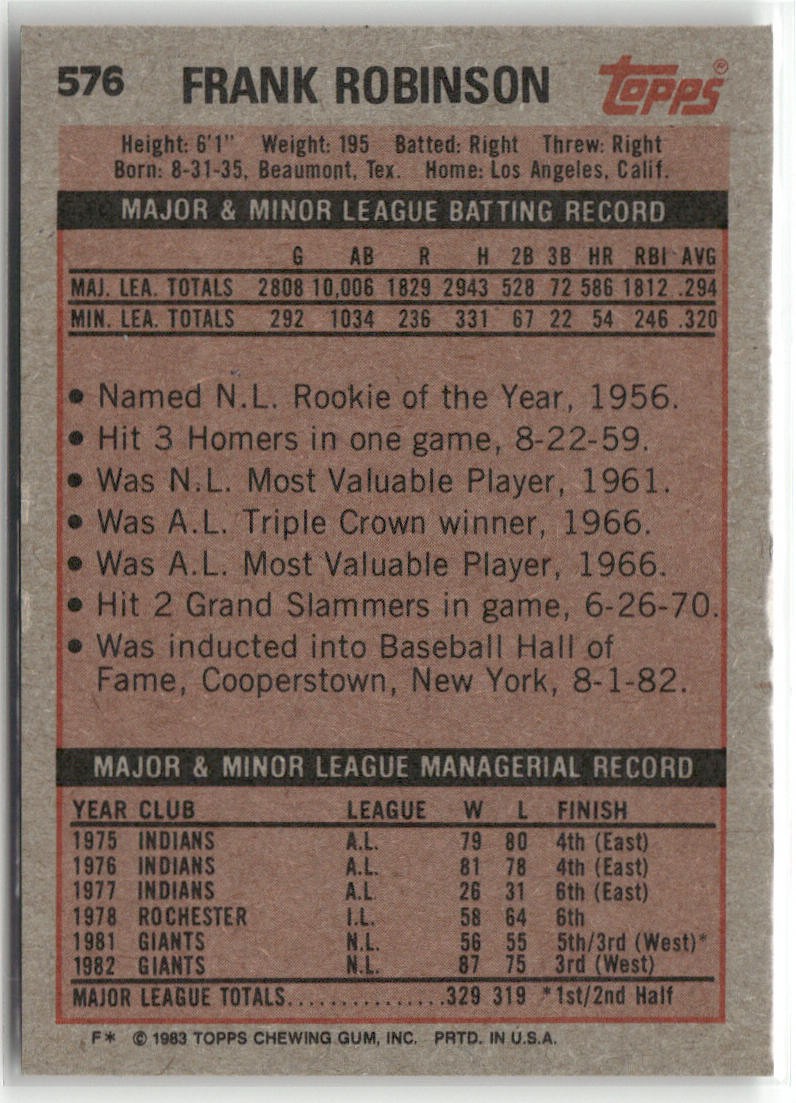 576 FRANK ROBINSON Topps®
Height: 6'1" Weight: 195 Batted: Right Threw: Right
Born: 8-31-35, Beaumont, Tex. Home: Los Angeles, Calif.
MAJOR & MINOR LEAGUE BATTING RECORD
G AB R H 2B 3B HR RBI AVG
MAJ. LEA. TOTALS 2808 10,006 1829 2943 528 72 586 1812 .294
MIN. LEA. TOTALS 292 1034 236 331 67 22 54 246 .320
• Named N.L. Rookie of the Year, 1956.
• Hit 3 Homers in one game, 8-22-59.
• Was N.L. Most Valuable Player, 1961.
• Was A.L. Triple Crown winner, 1966.
• Was A.L. Most Valuable Player, 1966.
• Hit 2 Grand Slammers in game, 6-26-70.
• Was inducted into Baseball Hall of
Fame, Cooperstown, New York, 8-1-82.
MAJOR & MINOR LEAGUE MANAGERIAL RECORD
YEAR CLUB LEAGUE W L FINISH
1975 INDIANS A.L. 79 80 4th (East)
1976 INDIANS A.L. 81 78 4th (East)
1977 INDIANS A.L 26 31 6th (East)
1978 ROCHESTER I.L. 58 64 6th
1981 GIANTS N.L. 56 55 5th/3rd (West)*
1982 GIANTS N.L. 87 75 3rd (West)
MAJOR LEAGUE TOTALS...............329 319 *1st/2nd Half
F* © 1983 TOPPS CHEWING GUM, INC. PRTD. IN U.S.A.